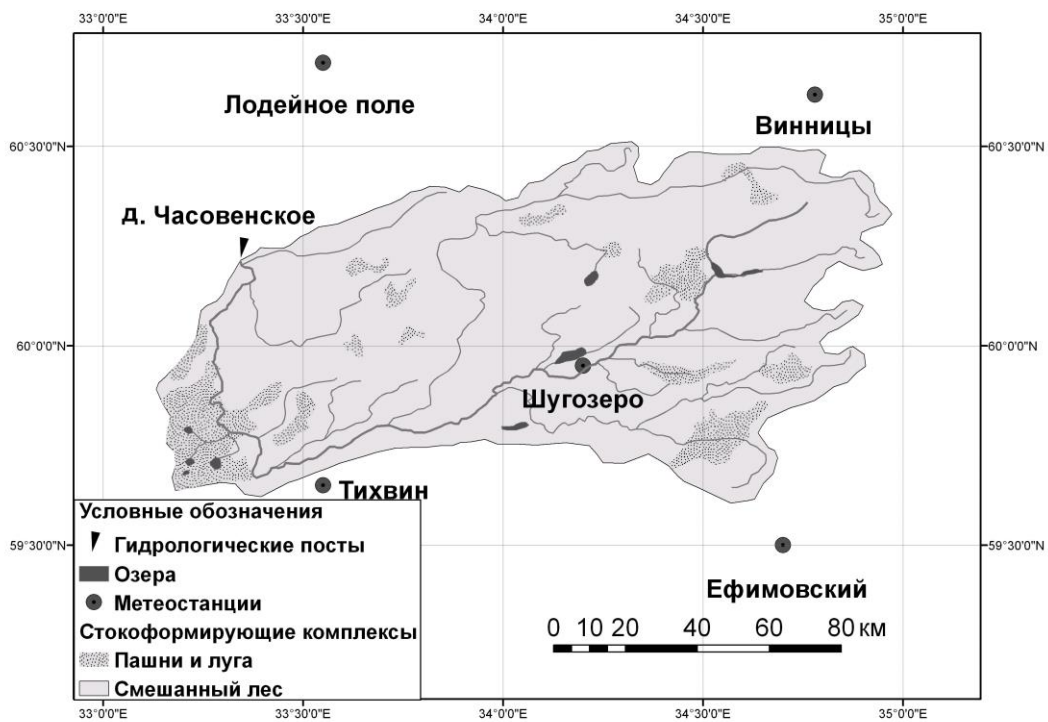 33°0'0"E 33°30'0"E 34°0'0"E 34°30'0"E 35°0'0"E
Лодейное поле
Винницы
60°30'0"N 60°30'0"N
д. Часовенское
60°0'0"N 60°0'0"N
Шугозеро
Тихвин
Условные обозначения
Гидрологические посты
59°30'0"N 59°30'0"N
Озера
Ефимовский
Метеостанции
Стокоформирующие комплексы
0 10 20 40 60 80 км
Пашни и луга
Смешанный лес
33°0'0"E 33°30'0"E 34°0'0"E 34°30'0"E 35°0'0"E